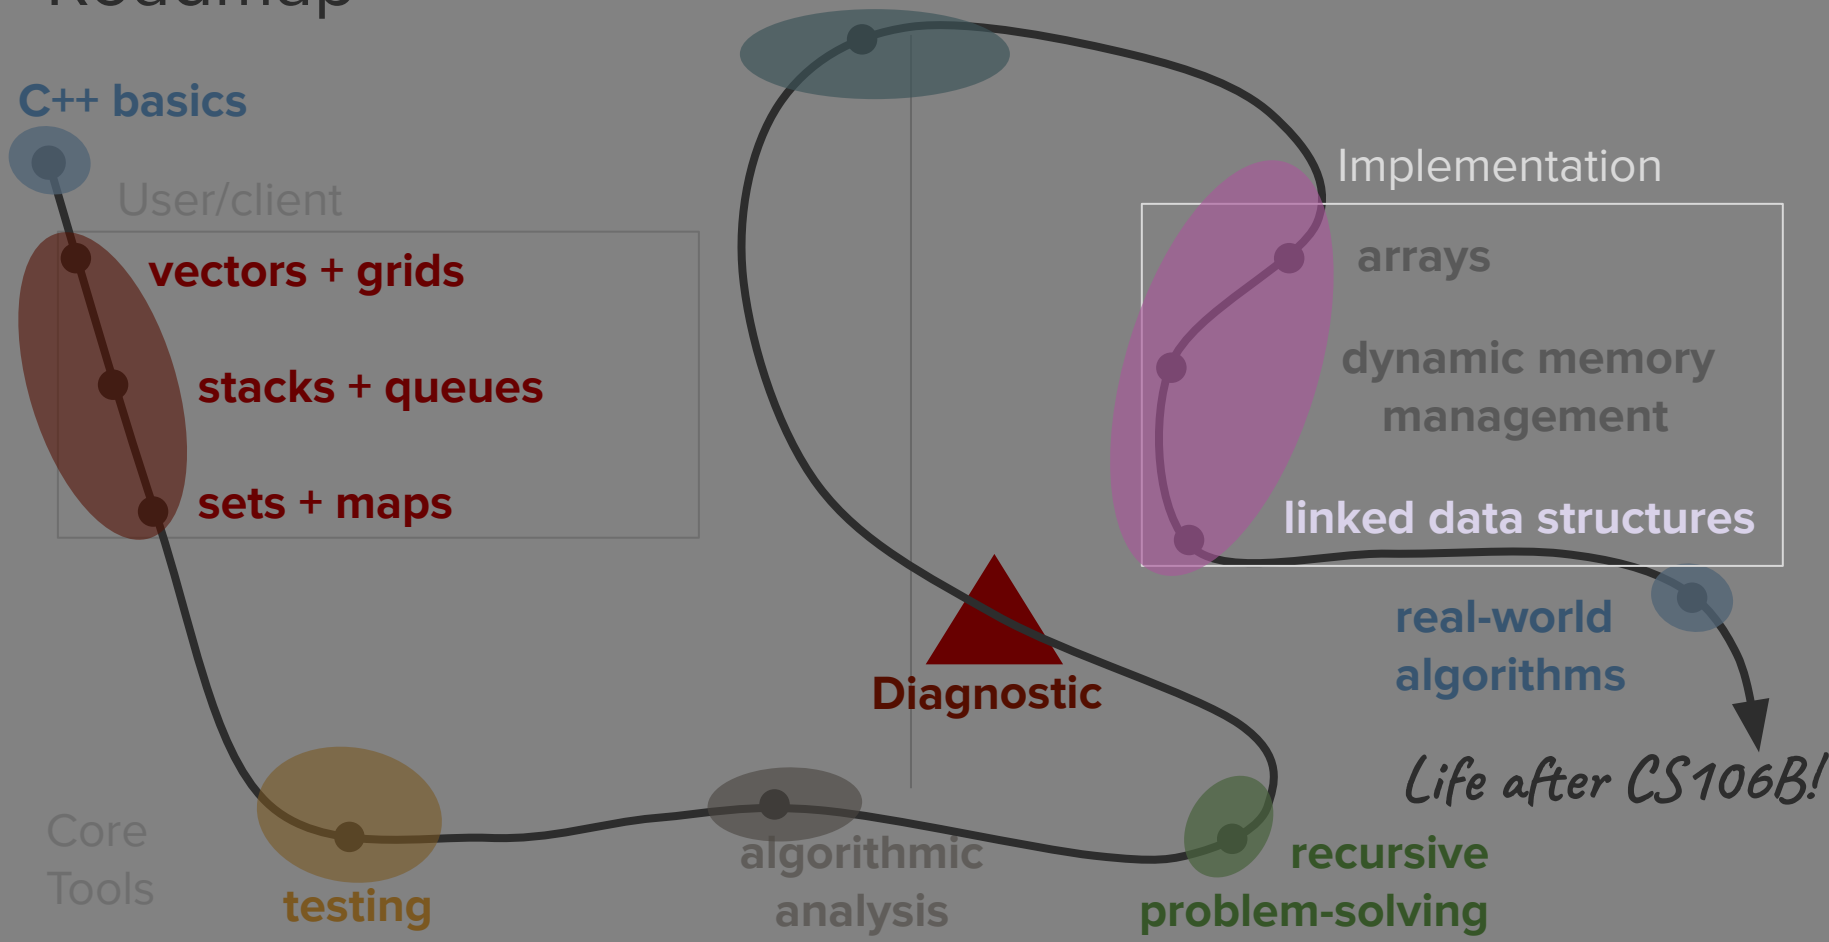 Roadmap
C++ basics
User/client
vectors + grids
stacks + queues
sets + maps
Core
Tools
testing
algorithmic
analysis
Diagnostic
recursive
problem-solving
Implementation
arrays
dynamic memory
management
linked data structures
real-world
algorithms
Life after CS106B!